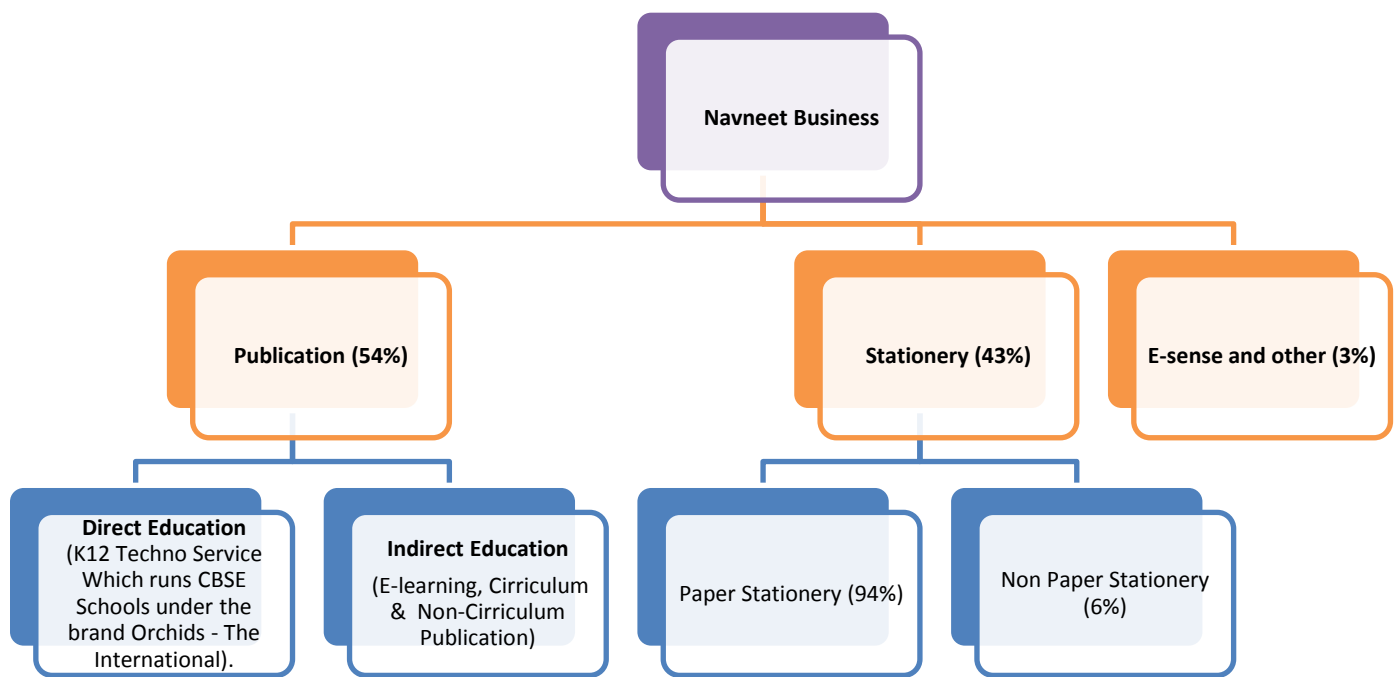 Navneet Business
Publication (54%)
Stationery (43%)
E-sense and other (3%)
Direct Education
(K12 Techno Service
Which runs CBSE
Schools under the
brand Orchids - The
International).
Indirect Education
(E-learning, Cirriculum
& Non-Cirriculum
Publication)
Paper Stationery (94%)
Non Paper Stationery
(6%)